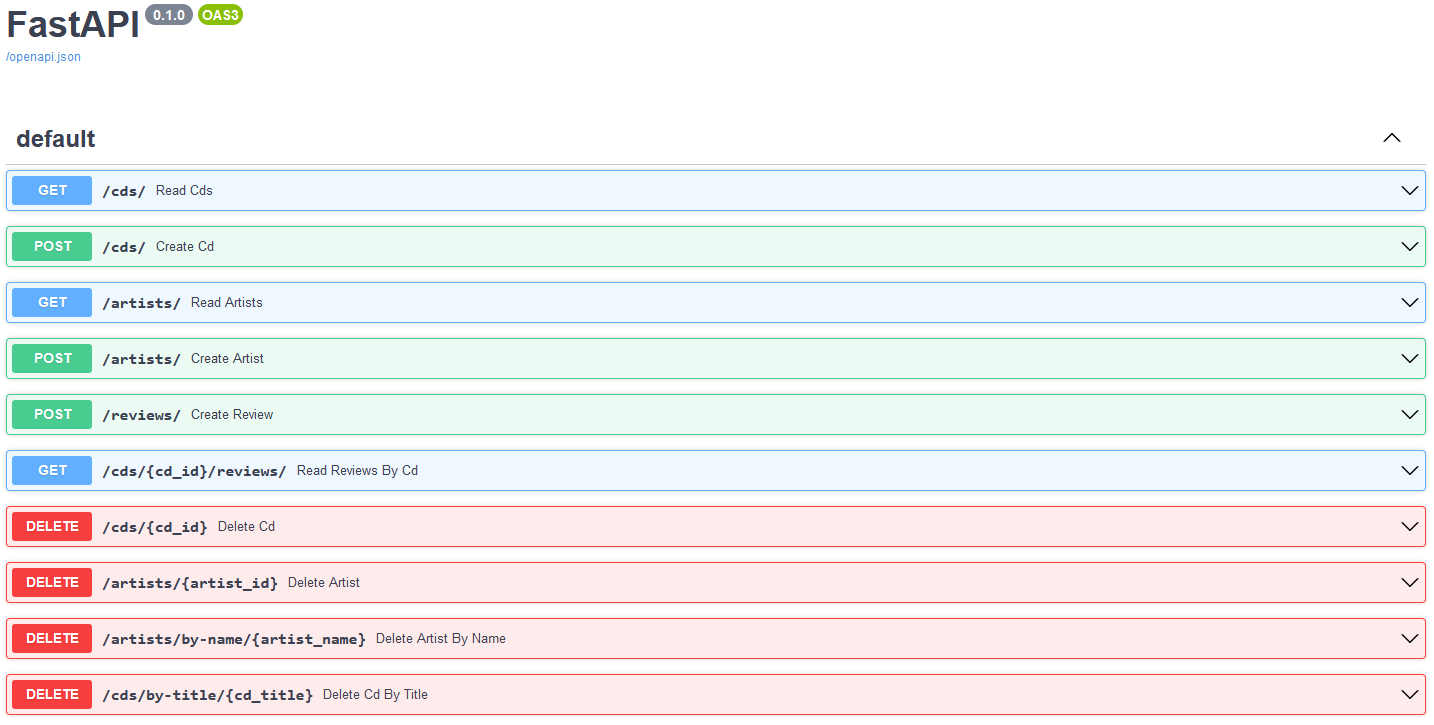 FastAPI 0.1.0 OAS3
/openapi.json
default
GET /cds/ Read Cds
POST /cds/ Create Cd
GET /artists/ Read Artists
POST /artists/ Create Artist
POST /reviews/ Create Review
GET /cds/{cd_id}/reviews/ Read Reviews By Cd
DELETE /cds/{cd_id} Delete Cd
DELETE /artists/{artist_id} Delete Artist
DELETE /artists/by-name/{artist_name} Delete Artist By Name
DELETE /cds/by-title/{cd_title} Delete Cd By Title